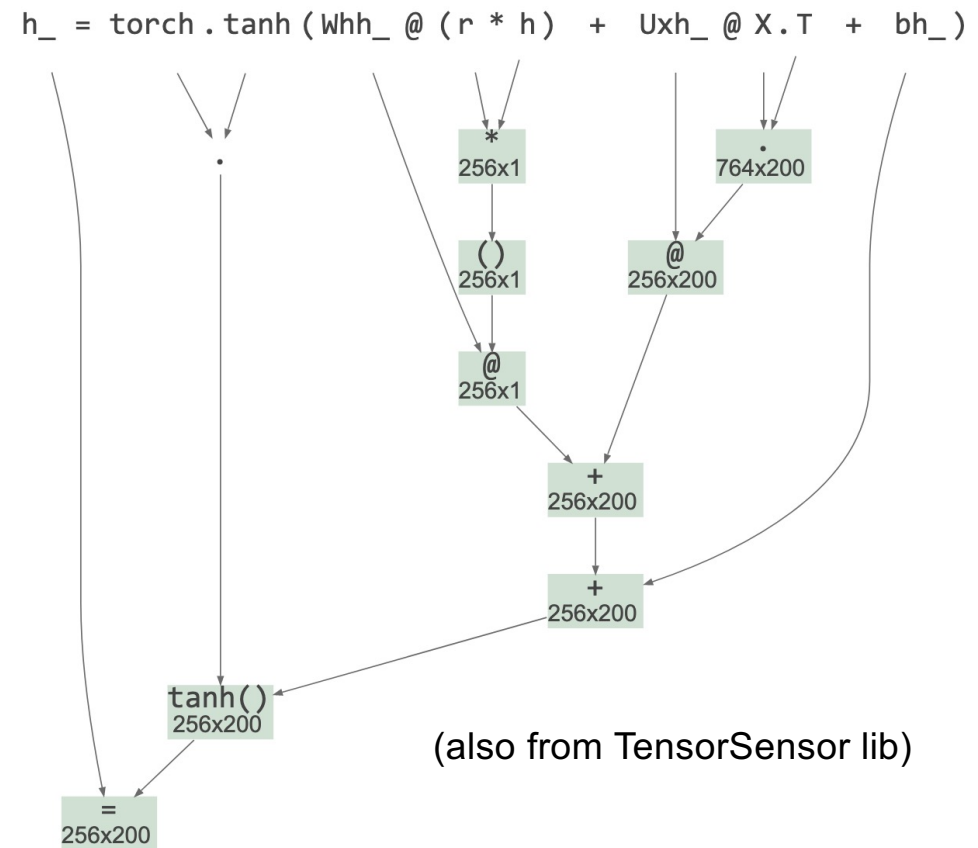 h_ = torch.tanh(Whh_ @ (r * h) + Uxh_ @ X.T + bh_)
*
256x1
.
764x200
.
()
256x1
@
256x200
@
256x1
+
256x200
+
256x200
tanh()
256x200
(also from TensorSensor lib)
=
256x200